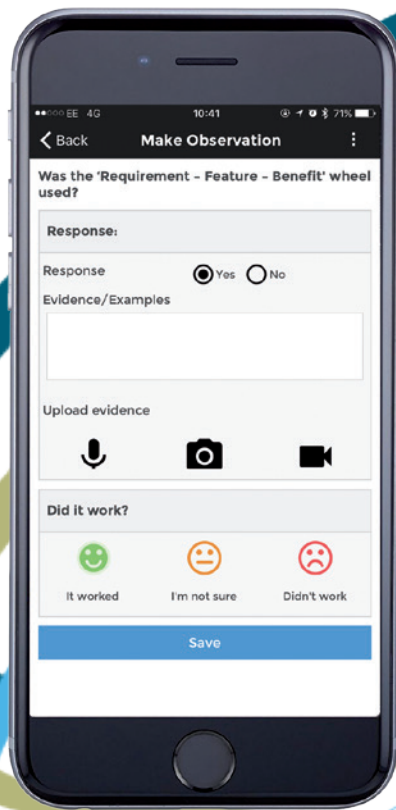 EE 4G 10:41 71%
Back Make Observation
Was the 'Requirement – Feature – Benefit' wheel
used?
Response:
Response Yes No
Evidence/Examples
Upload evidence
Did it work?
It worked I'm not sure Didn't work
Save